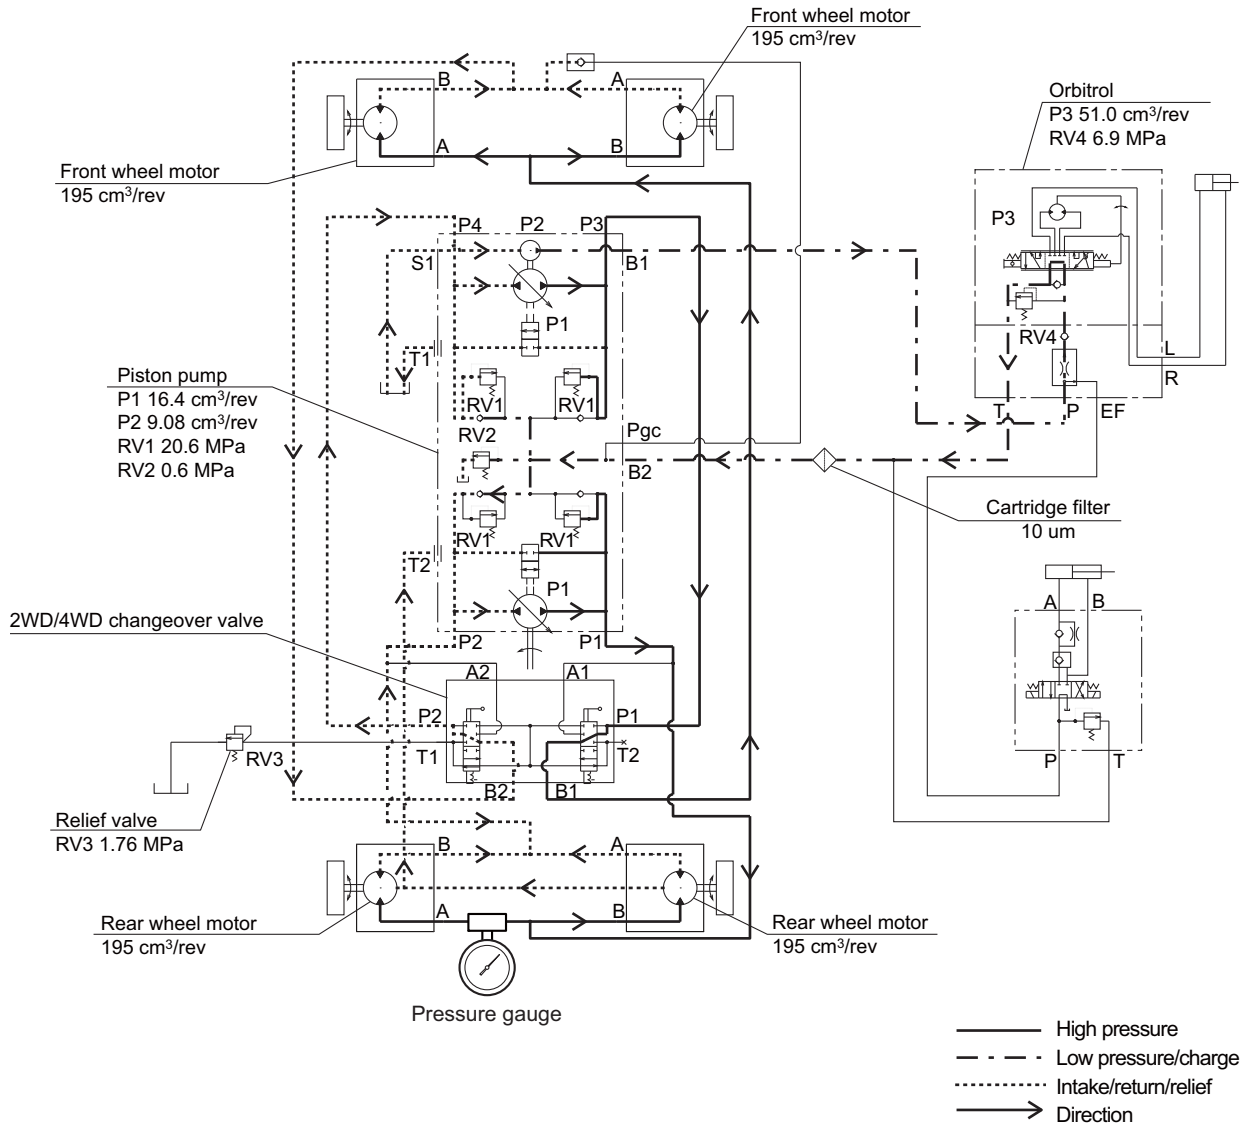 Front wheel motor
195 cm³/rev
Orbitrol
P3 51.0 cm³/rev
RV4 6.9 MPa
B
A
A
B
Front wheel motor
195 cm³/rev
P4
P2
P3
P3
S1
B1
P1
T1
RV4
L
R
Piston pump
P1 16.4 cm³/rev
P2 9.08 cm³/rev
RV1 20.6 MPa
RV2 0.6 MPa
RV1
RV1
RV2
T
P
EF
Pgc
B2
Cartridge filter
10 um
RV1
RV1
T2
P1
A
B
2WD/4WD changeover valve
P2
P1
A2
A1
P2
P1
T1
T2
RV3
B2
B1
P
T
Relief valve
RV3 1.76 MPa
B
A
A
B
Rear wheel motor
195 cm³/rev
Rear wheel motor
195 cm³/rev
Pressure gauge
High pressure
Low pressure/charge
Intake/return/relief
Direction